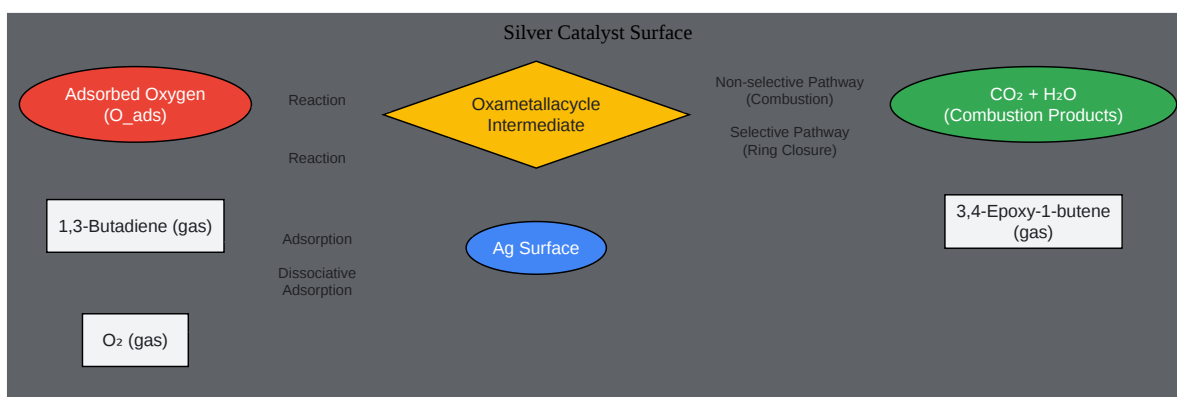 Silver Catalyst Surface
Adsorbed Oxygen
(O_ads)
Reaction
Reaction
Oxametallacycle
Intermediate
Non-selective Pathway
(Combustion)
Selective Pathway
(Ring Closure)
CO₂ + H₂O
(Combustion Products)
1,3-Butadiene (gas)
Adsorption
Dissociative
Adsorption
Ag Surface
3,4-Epoxy-1-butene
(gas)
O₂ (gas)